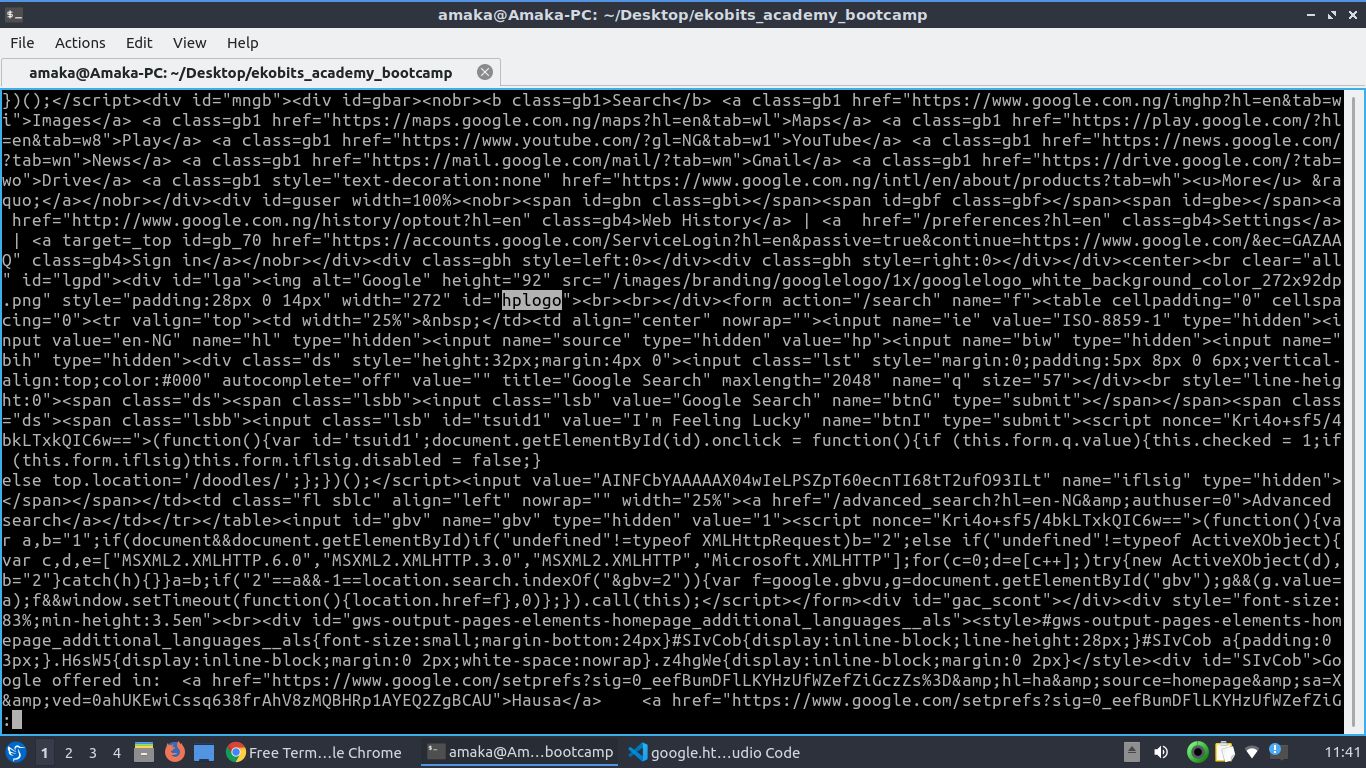 amaka@Amaka-PC: ~/Desktop/ekobits_academy_bootcamp
File Actions Edit View Help
amaka@Amaka-PC: ~/Desktop/ekobits_academy_bootcamp
})();</script><div id="mngb"><div id=gbar><nobr><b class=gb1>Search</b> <a class=gb1 href="https://www.google.com.ng/imghp?hl=en&tab=w
i">Images</a> <a class=gb1 href="https://maps.google.com.ng/maps?hl=en&tab=wl">Maps</a> <a class=gb1 href="https://play.google.com/?hl
=en&tab=w8">Play</a> <a class=gb1 href="https://www.youtube.com/?gl=NG&tab=w1">YouTube</a> <a class=gb1 href="https://news.google.com/
?tab=wn">News</a> <a class=gb1 href="https://mail.google.com/mail/?tab=wm">Gmail</a> <a class=gb1 href="https://drive.google.com/?tab=
wo">Drive</a> <a class=gb1 style="text-decoration:none" href="https://www.google.com.ng/intl/en/about/products?tab=wh"><u>More</u> &ra
quo;</a></nobr></div><div id=guser width=100%><nobr><span id=gbn class=gbi></span><span id=gbf class=gbf></span><span id=gbe></span><a
 href="http://www.google.com.ng/history/optout?hl=en" class=gb4>Web History</a> | <a  href="/preferences?hl=en" class=gb4>Settings</a>
 | <a target=_top id=gb_70 href="https://accounts.google.com/ServiceLogin?hl=en&passive=true&continue=https://www.google.com/&ec=GAZAA
Q" class=gb4>Sign in</a></nobr></div><div class=gbh style=left:0></div><div class=gbh style=right:0></div></div><center><br clear="all
" id="lgpd"><div id="lga"><img alt="Google" height="92" src="/images/branding/googlelogo/1x/googlelogo_white_background_color_272x92dp
.png" style="padding:28px 0 14px" width="272" id="hplogo"><br><br></div><form action="/search" name="f"><table cellpadding="0" cellspa
cing="0"><tr valign="top"><td width="25%">&nbsp;</td><td align="center" nowrap=""><input name="ie" value="ISO-8859-1" type="hidden"><i
nput value="en-NG" name="hl" type="hidden"><input name="source" type="hidden" value="hp"><input name="biw" type="hidden"><input name="
bih" type="hidden"><div class="ds" style="height:32px;margin:4px 0"><input class="lst" style="margin:0;padding:5px 8px 0 6px;vertical-
align:top;color:#000" autocomplete="off" value="" title="Google Search" maxlength="2048" name="q" size="57"></div><br style="line-heig
ht:0"><span class="ds"><span class="lsbb"><input class="lsb" value="Google Search" name="btnG" type="submit"></span></span><span class
="ds"><span class="lsbb"><input class="lsb" id="tsuid1" value="I'm Feeling Lucky" name="btnI" type="submit"><script nonce="Kri4o+sf5/4
bkLTxkQIC6w==">(function(){var id='tsuid1';document.getElementById(id).onclick = function(){if (this.form.q.value){this.checked = 1;if
 (this.form.iflsig)this.form.iflsig.disabled = false;}
else top.location='/doodles/';};})();</script><input value="AINFCbYAAAAAX04wIeLPSZpT60ecnTI68tT2ufO93ILt" name="iflsig" type="hidden">
</span></span></td><td class="fl sblc" align="left" nowrap="" width="25%"><a href="/advanced_search?hl=en-NG&amp;authuser=0">Advanced 
search</a></td></tr></table><input id="gbv" name="gbv" type="hidden" value="1"><script nonce="Kri4o+sf5/4bkLTxkQIC6w==">(function(){va
r a,b="1";if(document&&document.getElementById)if("undefined"!=typeof XMLHttpRequest)b="2";else if("undefined"!=typeof ActiveXObject){
var c,d,e=["MSXML2.XMLHTTP.6.0","MSXML2.XMLHTTP.3.0","MSXML2.XMLHTTP","Microsoft.XMLHTTP"];for(c=0;d=e[c++];)try{new ActiveXObject(d),
b="2"}catch(h){}}a=b;if("2"==a&&-1==location.search.indexOf("&gbv=2")){var f=google.gbvu,g=document.getElementById("gbv");g&&(g.value=
a);f&&window.setTimeout(function(){location.href=f},0)};}).call(this);</script></form><div id="gac_scont"></div><div style="font-size:
83%;min-height:3.5em"><br><div id="gws-output-pages-elements-homepage_additional_languages__als"><style>#gws-output-pages-elements-hom
epage_additional_languages__als{font-size:small;margin-bottom:24px}#SIvCob{display:inline-block;line-height:28px;}#SIvCob a{padding:0 
3px;}.H6sW5{display:inline-block;margin:0 2px;white-space:nowrap}.z4hgWe{display:inline-block;margin:0 2px}</style><div id="SIvCob">Go
ogle offered in:  <a href="https://www.google.com/setprefs?sig=0_eefBumDFlLKYHzUfWZefZiGczZs%3D&amp;hl=ha&amp;source=homepage&amp;sa=X
&amp;ved=0ahUKEwiCssq638frAhV8zMQBHRp1AYEQ2ZgBCAU">Hausa</a>    <a href="https://www.google.com/setprefs?sig=0_eefBumDFlLKYHzUfWZefZiG
:
1 2 3 4 Free Term...le Chrome amaka@Am...bootcamp google.ht...udio Code 11:41